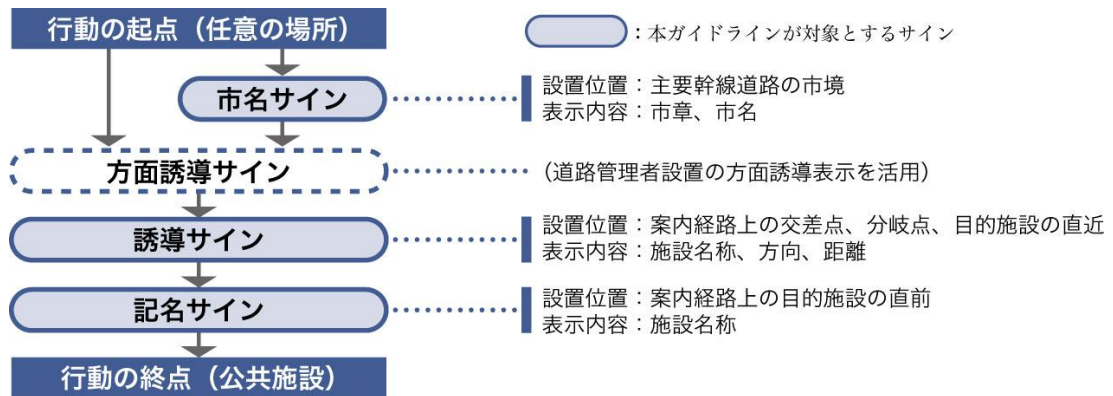 行動の起点（任意の場所）
：本ガイドラインが対象とするサイン
市名サイン
設置位置：主要幹線道路の市境
表示内容：市章、市名
方面誘導サイン
（道路管理者設置の方面誘導表示を活用）
誘導サイン
設置位置：案内経路上の交差点、分岐点、目的施設の直近
表示内容：施設名称、方向、距離
記名サイン
設置位置：案内経路上の目的施設の直前
表示内容：施設名称
行動の終点（公共施設）